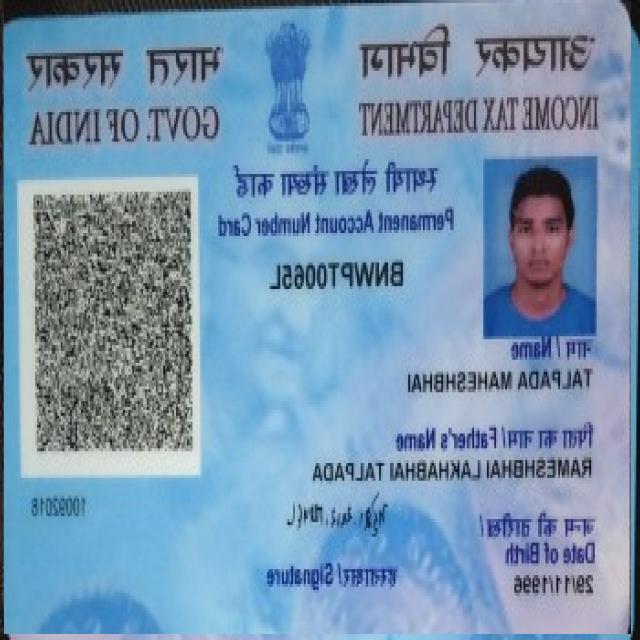 आयकर विभाग
INCOME TAX DEPARTMENT
भारत सरकार
GOVT. OF INDIA
स्थायी लेखा संख्या कार्ड
Permanent Account Number Card
BNWPT0065L
नाम / Name
TALPADA MAHESHBHAI
पिता का नाम / Father's Name
RAMESHBHAI LAKHABHAI TALPADA
जन्म की तारीख /
Date of Birth
29/11/1996
हस्ताक्षर / Signature
10092018